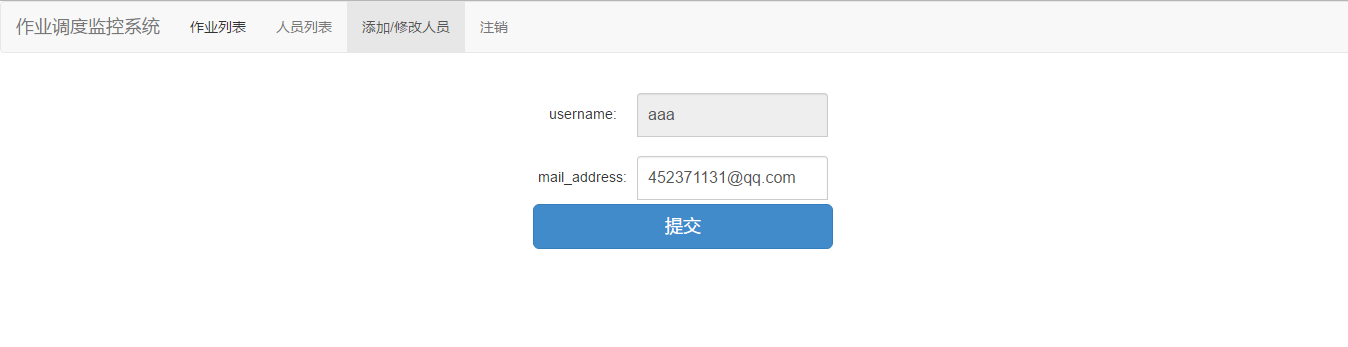 作业调度监控系统 作业列表 人员列表 添加/修改人员 注销
username: aaa
mail_address: 452371131@qq.com
提交